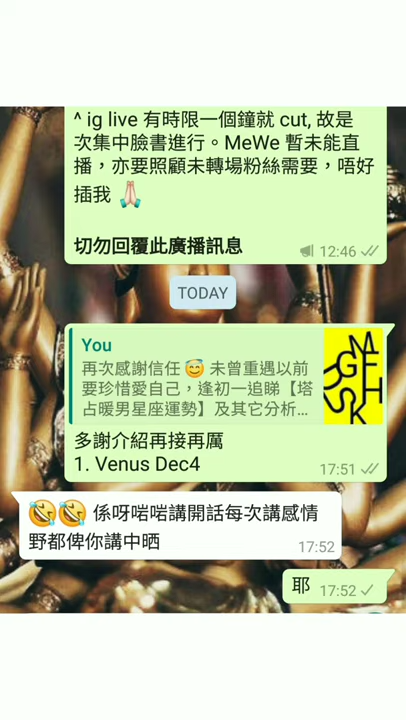 ^ ig live 有時限一個鐘就 cut, 故是
次集中臉書進行。MeWe 暫未能直
播，亦要照顧未轉場粉絲需要，唔好
插我 🙏🏻
切勿回覆此廣播訊息
12:46
TODAY
You
再次感謝信任 😅 未曾重遇以前
要珍惜愛自己，逢初一追睇【塔
占暖男星座運勢】及其它分析...
多謝介紹再接再厲
1. Venus Dec4
17:51
🤣🤣 係呀啱啱講開話每次講感情
野都俾你講中晒
17:52
耶
17:52